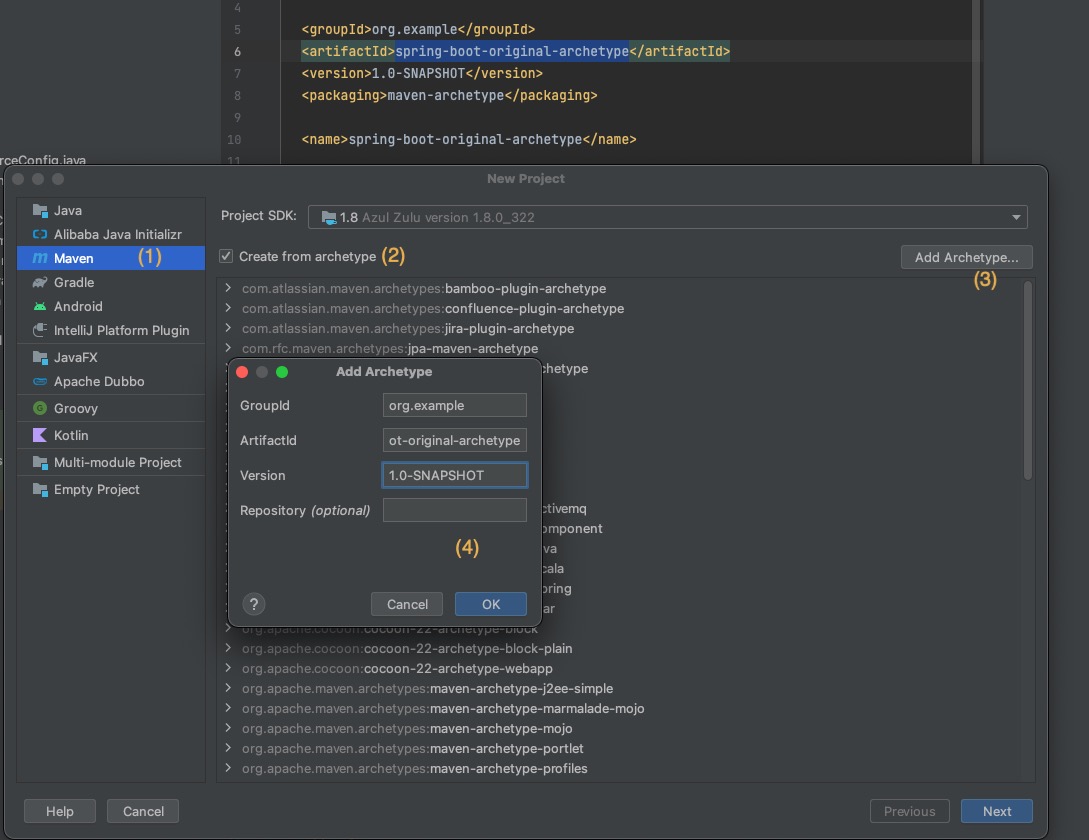 4
5 <groupId>org.example</groupId>
6 <artifactId>spring-boot-original-archetype</artifactId>
7 <version>1.0-SNAPSHOT</version>
8 <packaging>maven-archetype</packaging>
9
10 <name>spring-boot-original-archetype</name>
11
rceConfig.java
New Project
Java
Alibaba Java Initializr
Maven (1)
Gradle
Android
IntelliJ Platform Plugin
JavaFX
Apache Dubbo
Groovy
Kotlin
Multi-module Project
Empty Project
Project SDK: 1.8 Azul Zulu version 1.8.0_322
Create from archetype (2)
Add Archetype...
(3)
com.atlassian.maven.archetypes:bamboo-plugin-archetype
com.atlassian.maven.archetypes:confluence-plugin-archetype
com.atlassian.maven.archetypes:jira-plugin-archetype
com.rfc.maven.archetypes:jpa-maven-archetype
chetype
Add Archetype
GroupId org.example
ArtifactId ot-original-archetype
Version 1.0-SNAPSHOT
Repository (optional)
(4)
? Cancel OK
ctivemq
omponent
va
cala
pring
ar
org.apache.cocoon:cocoon-22-archetype-block
org.apache.cocoon:cocoon-22-archetype-block-plain
org.apache.cocoon:cocoon-22-archetype-webapp
org.apache.maven.archetypes:maven-archetype-j2ee-simple
org.apache.maven.archetypes:maven-archetype-marmalade-mojo
org.apache.maven.archetypes:maven-archetype-mojo
org.apache.maven.archetypes:maven-archetype-portlet
org.apache.maven.archetypes:maven-archetype-profiles
Help Cancel Previous Next